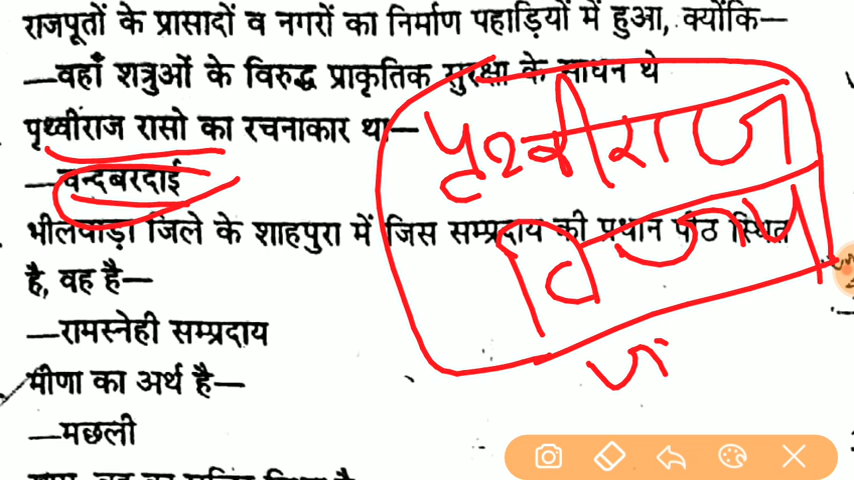 राजपूतों के प्रासादों व नगरों का निर्माण पहाड़ियों में हुआ, क्योंकि—
—वहाँ शत्रुओं के विरुद्ध प्राकृतिक सुरक्षा के साधन थे
पृथ्वीराज रासो का रचनाकार था—
—चन्दबरदाई
पृथ्वीराज
विजय
भीलवाड़ा जिले के शाहपुरा में जिस सम्प्रदाय की प्रधान पीठ स्थित
है, वह है—
—रामस्नेही सम्प्रदाय
मीणा का अर्थ है—
—मछली